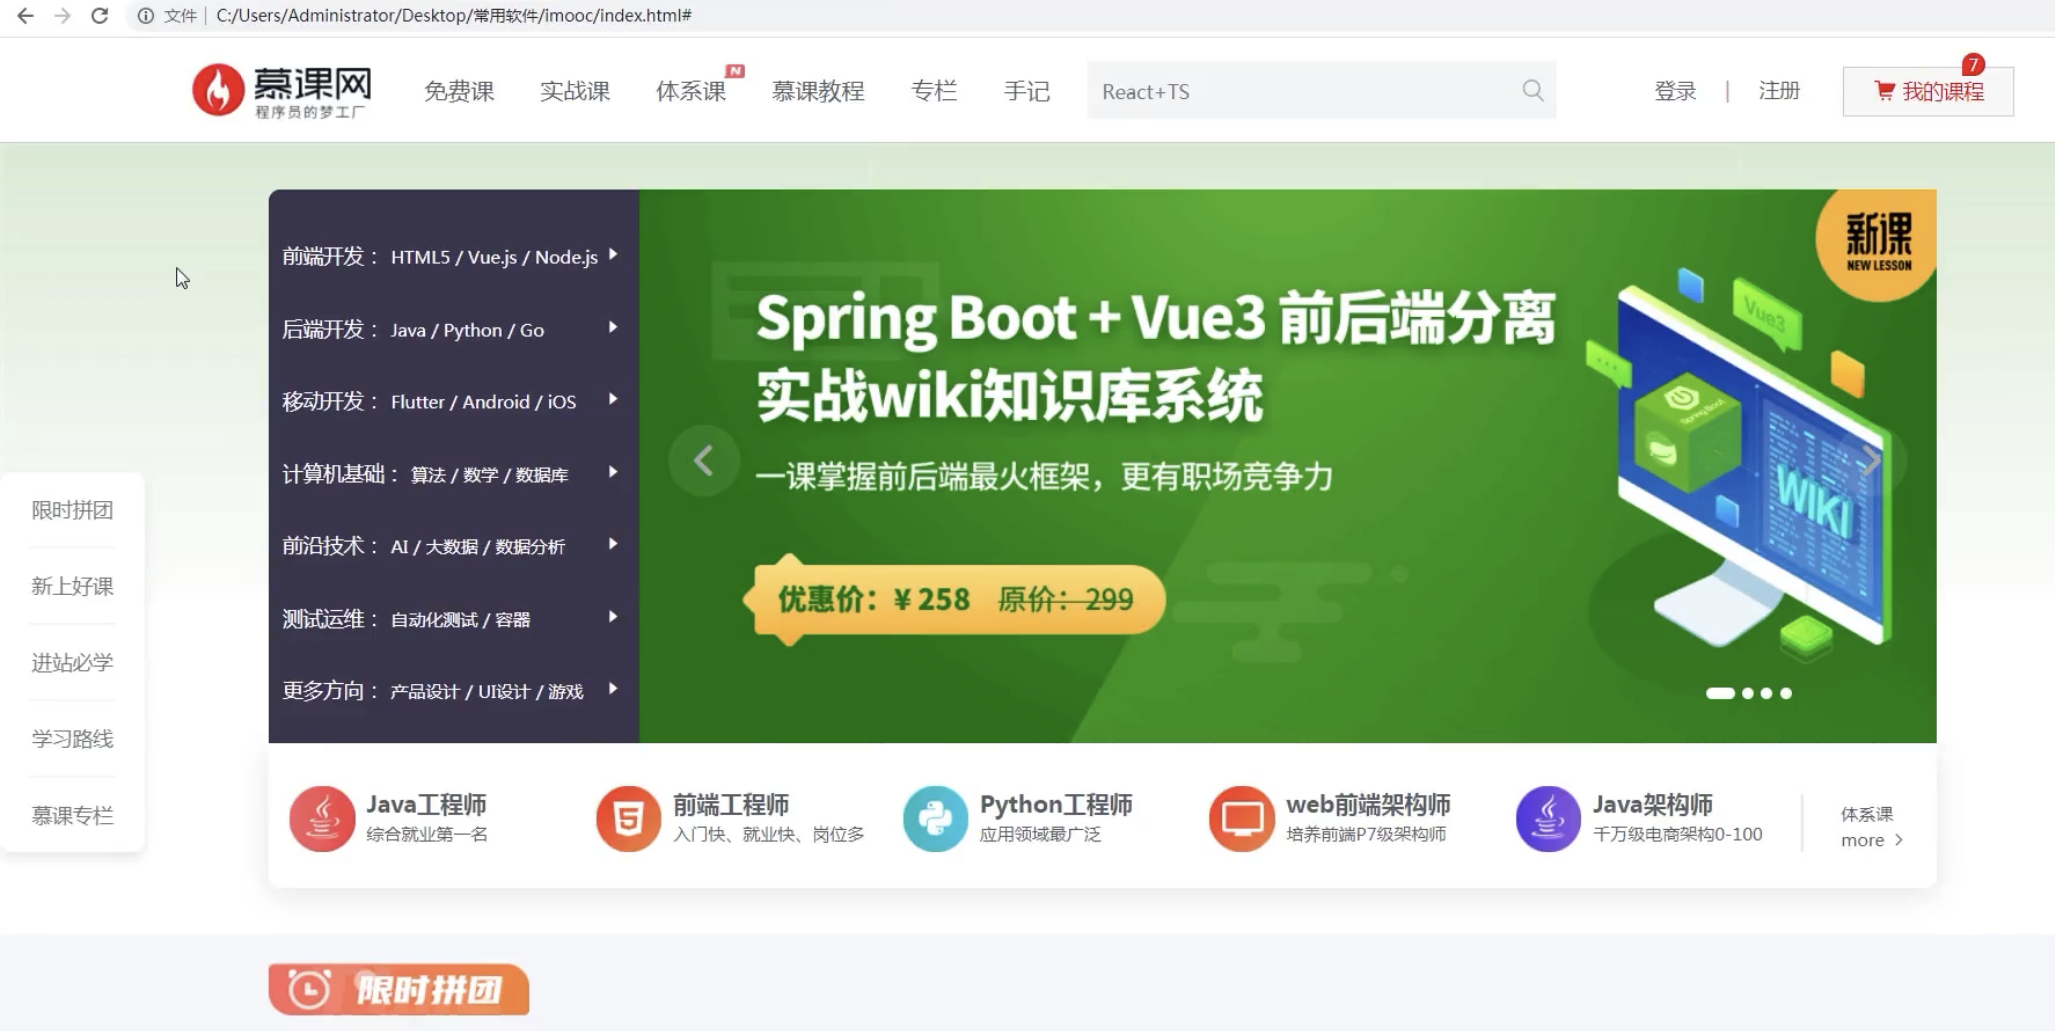 文件 | C:/Users/Administrator/Desktop/常用软件/imooc/index.html#
慕课网
程序员的梦工厂
免费课 实战课 体系课 N 慕课教程 专栏 手记 React+TS 登录 | 注册 我的课程 7
前端开发： HTML5 / Vue.js / Node.js
后端开发： Java / Python / Go
移动开发： Flutter / Android / iOS
计算机基础： 算法 / 数学 / 数据库
前沿技术： AI / 大数据 / 数据分析
测试运维： 自动化测试 / 容器
更多方向： 产品设计 / UI设计 / 游戏
Spring Boot + Vue3 前后端分离
实战wiki知识库系统
一课掌握前后端最火框架，更有职场竞争力
优惠价：¥ 258 原价：299
新课
NEW LESSON
Vue3
Spring Boot
WIKI
限时拼团
新上好课
进站必学
学习路线
慕课专栏
Java工程师
综合就业第一名
前端工程师
入门快、就业快、岗位多
Python工程师
应用领域最广泛
web前端架构师
培养前端P7级架构师
Java架构师
千万级电商架构0-100
体系课
more >
限时拼团